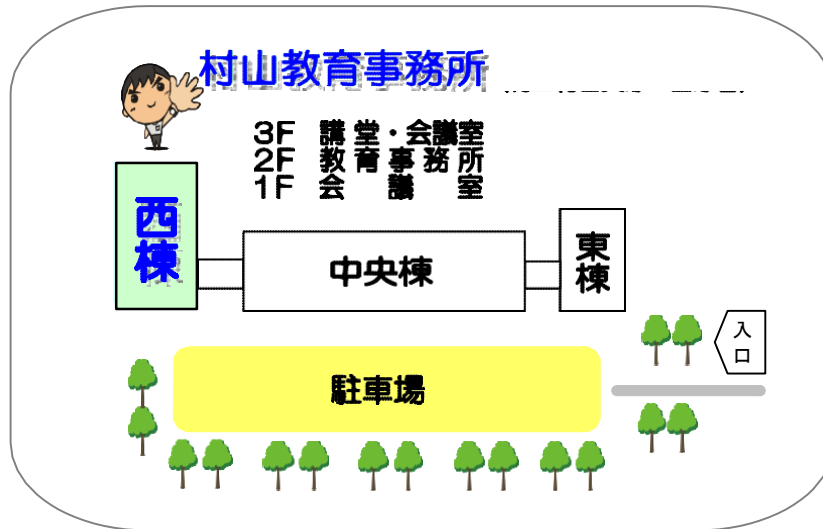 村山教育事務所
3F 講堂・会議室
2F 教育事務所
1F 会議室
西棟
中央棟
東棟
入口
駐車場